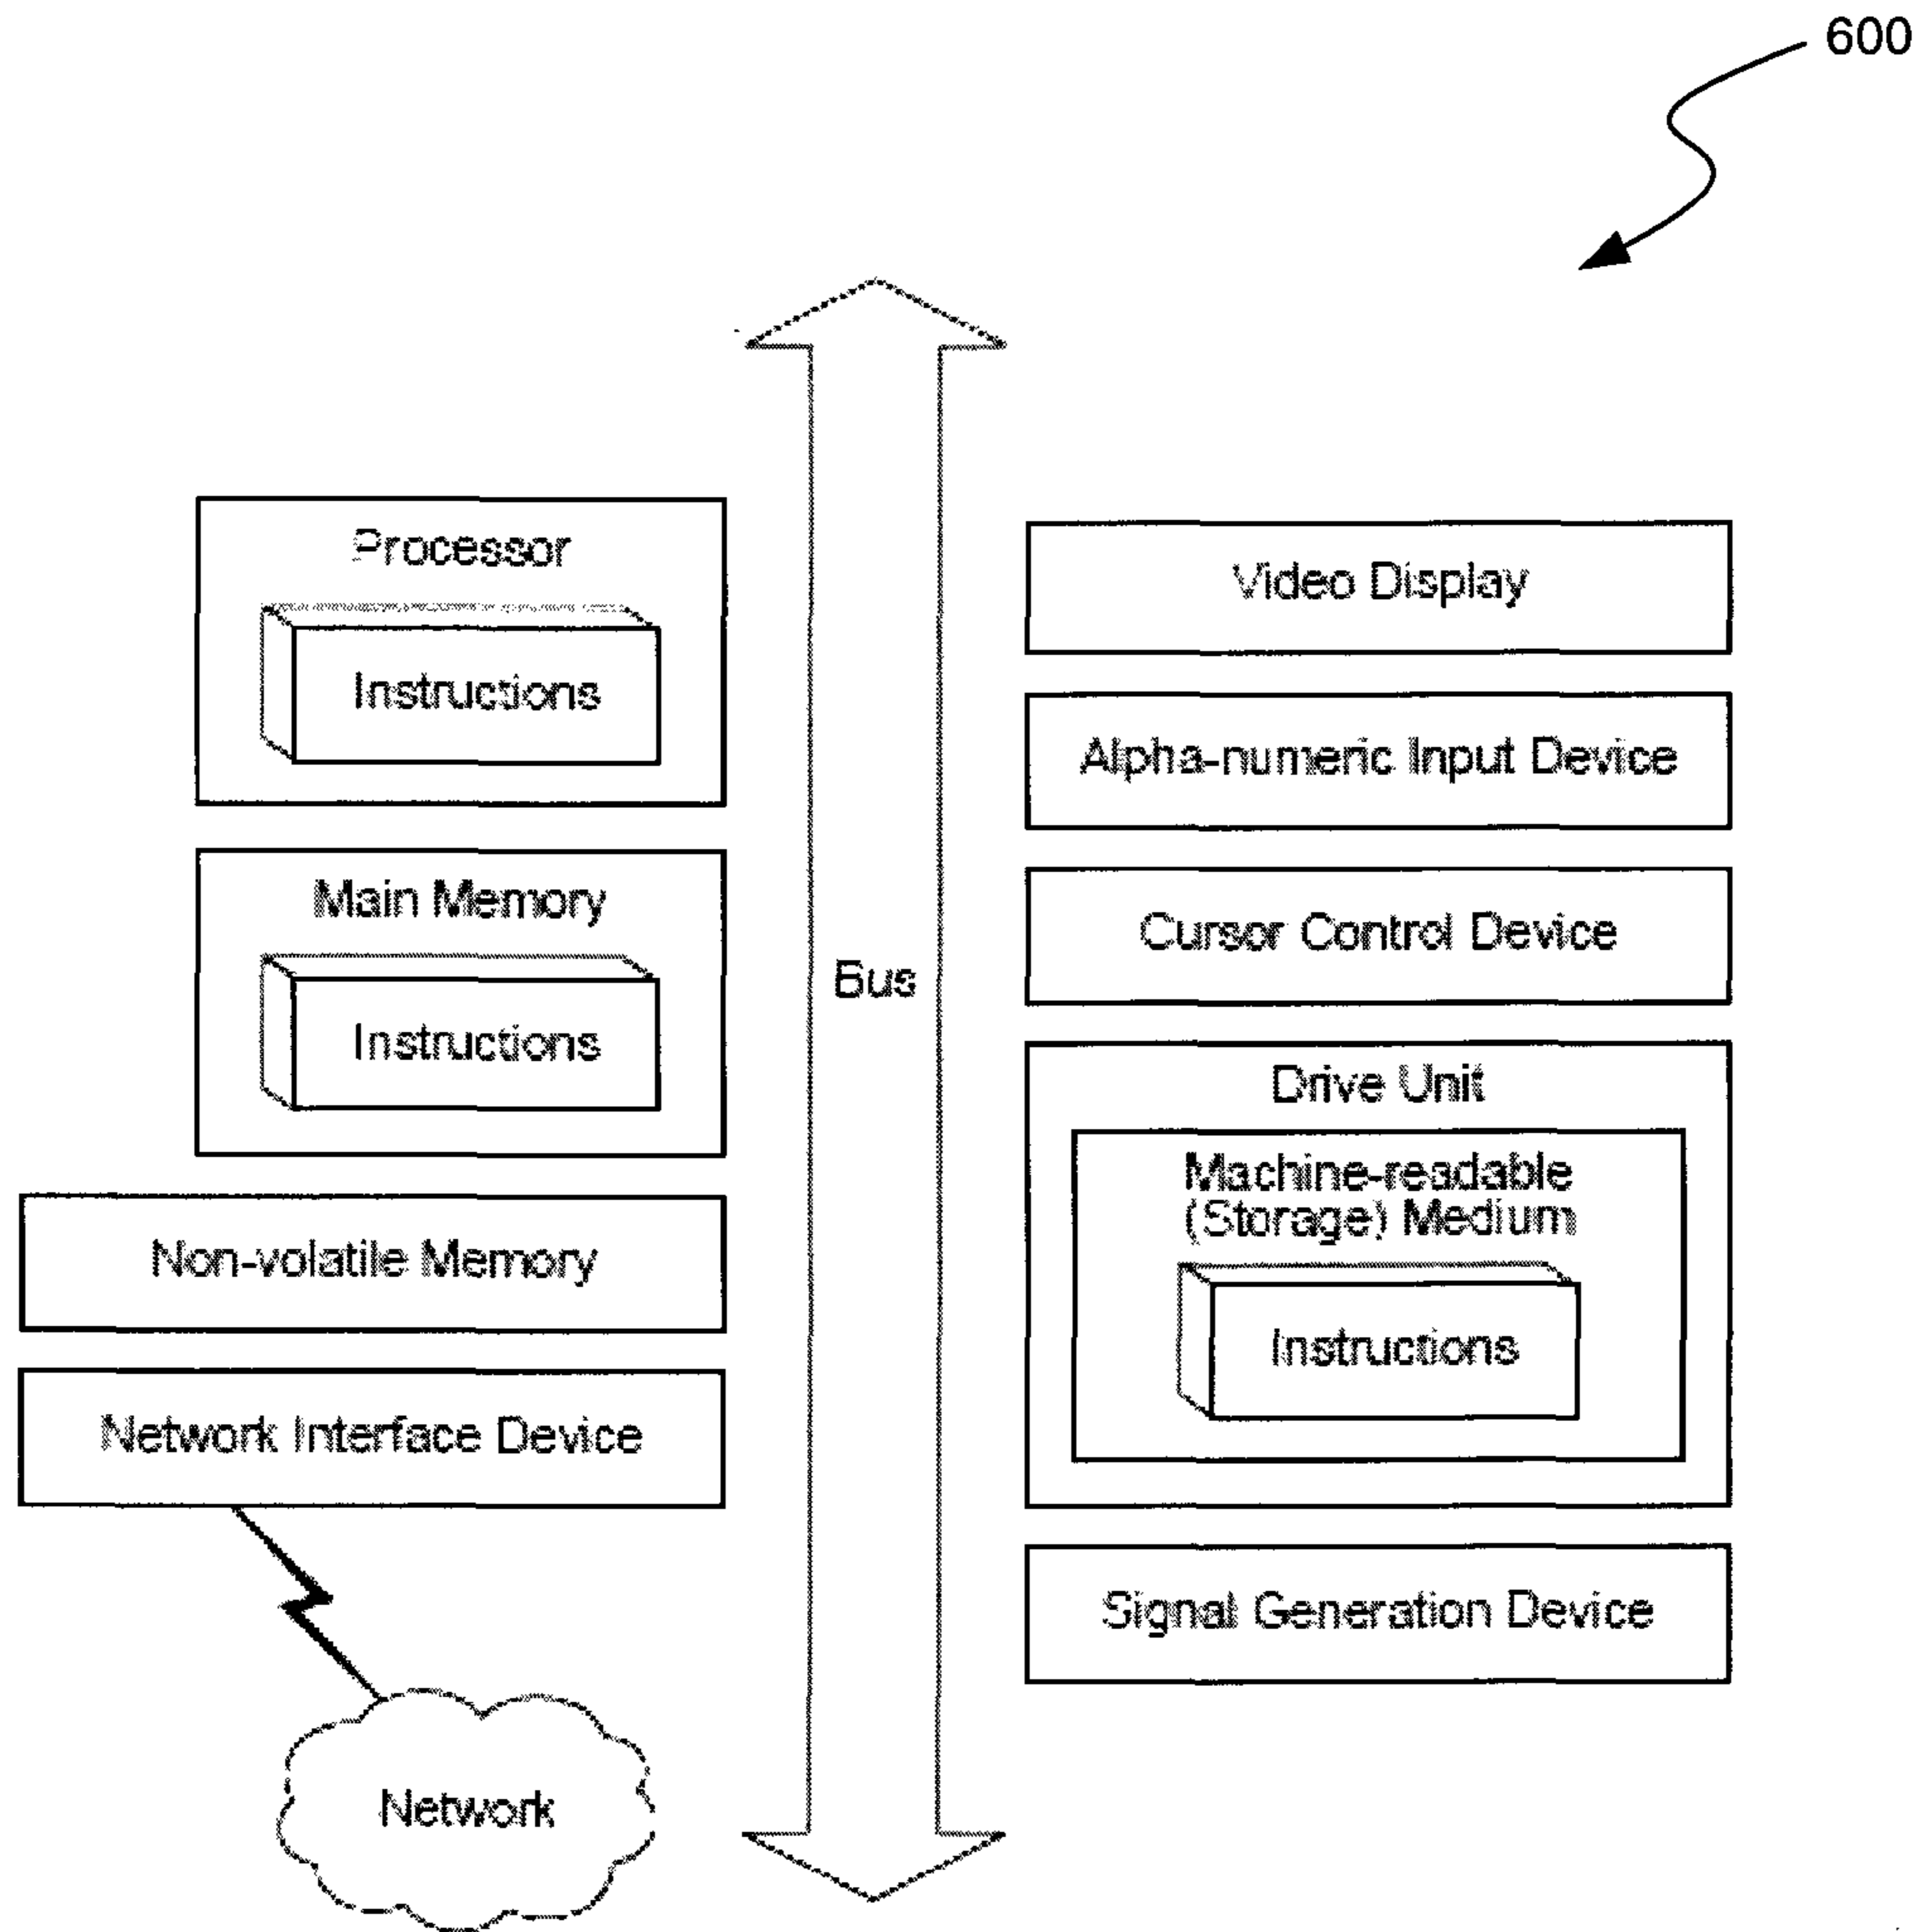 600
Processor
Instructions
Main Memory
Instructions
Non-volatile Memory
Network Interface Device
Network
Bus
Video Display
Alpha-numeric Input Device
Cursor Control Device
Drive Unit
Machine-readable
(Storage) Medium
Instructions
Signal Generation Device